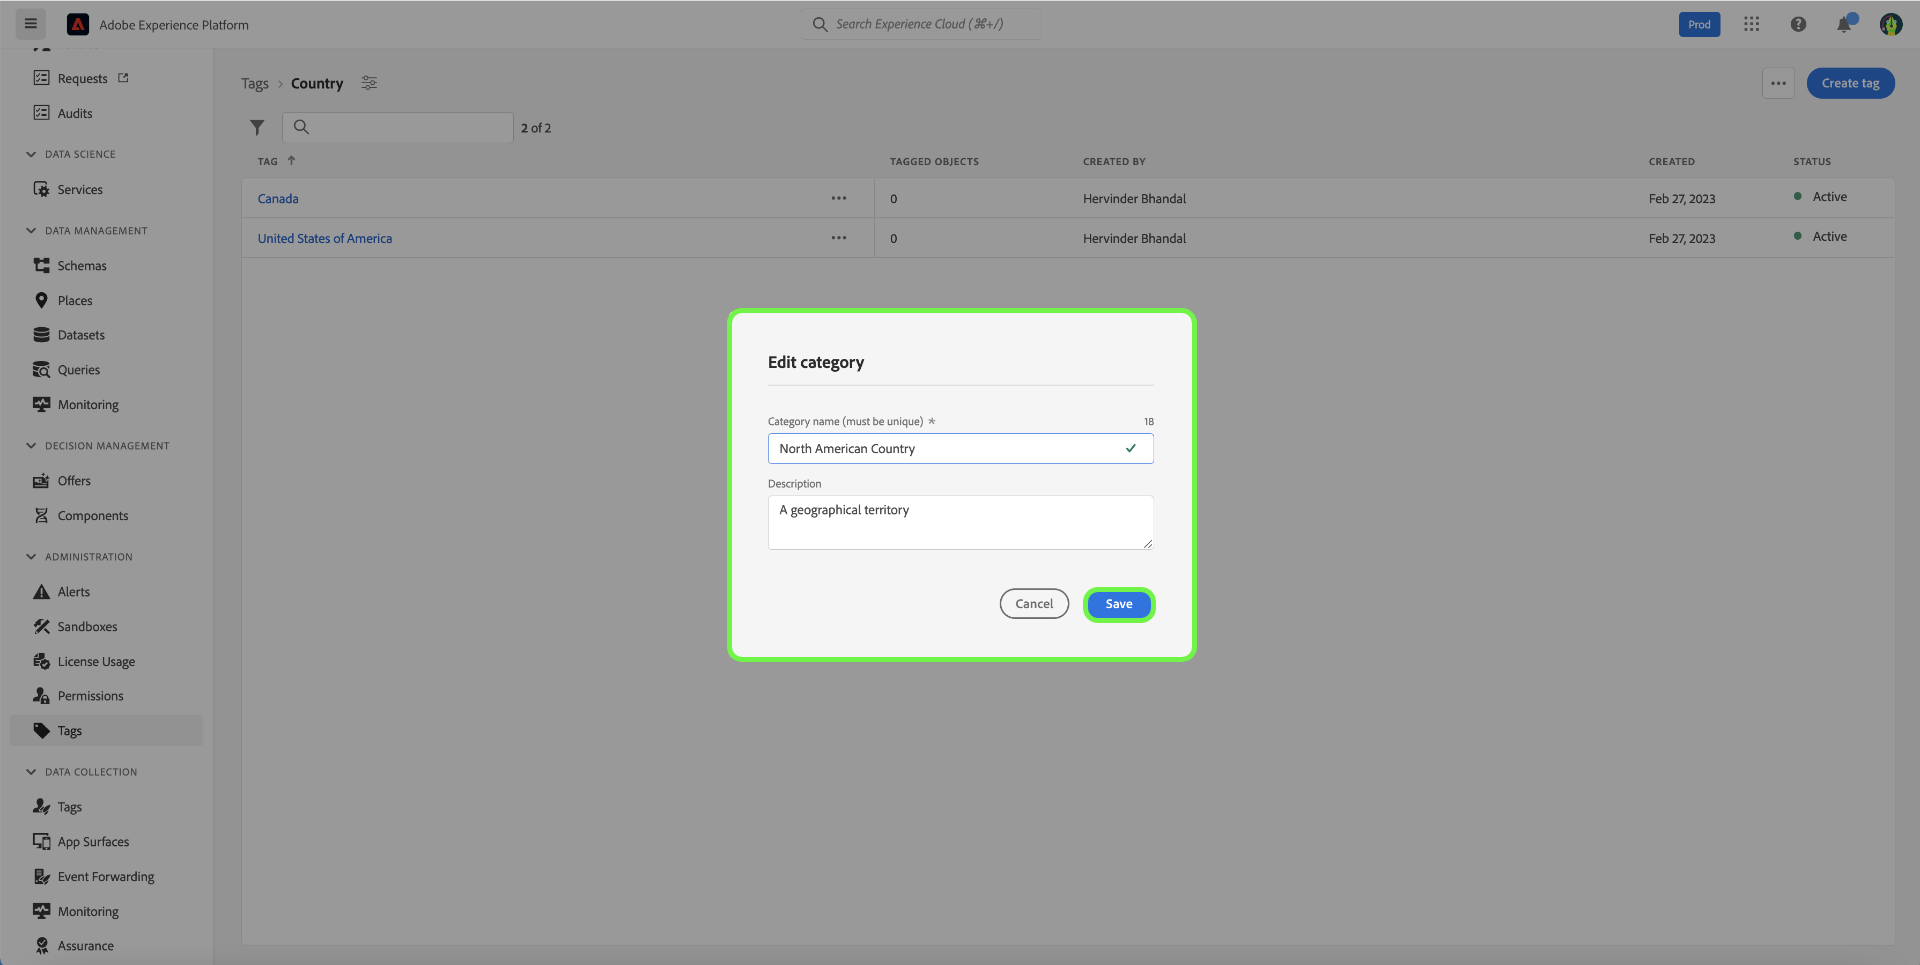 Adobe Experience Platform
Search Experience Cloud (⌘+/)
Prod
Requests
Audits
DATA SCIENCE
Services
DATA MANAGEMENT
Schemas
Places
Datasets
Queries
Monitoring
DECISION MANAGEMENT
Offers
Components
ADMINISTRATION
Alerts
Sandboxes
License Usage
Permissions
Tags
DATA COLLECTION
Tags
App Surfaces
Event Forwarding
Monitoring
Assurance
Tags > Country
Create tag
2 of 2
TAG ↑ TAGGED OBJECTS CREATED BY CREATED STATUS
Canada ••• 0 Hervinder Bhandal Feb 27, 2023 Active
United States of America ••• 0 Hervinder Bhandal Feb 27, 2023 Active
Edit category
Category name (must be unique) * 18
North American Country
Description
A geographical territory
Cancel Save